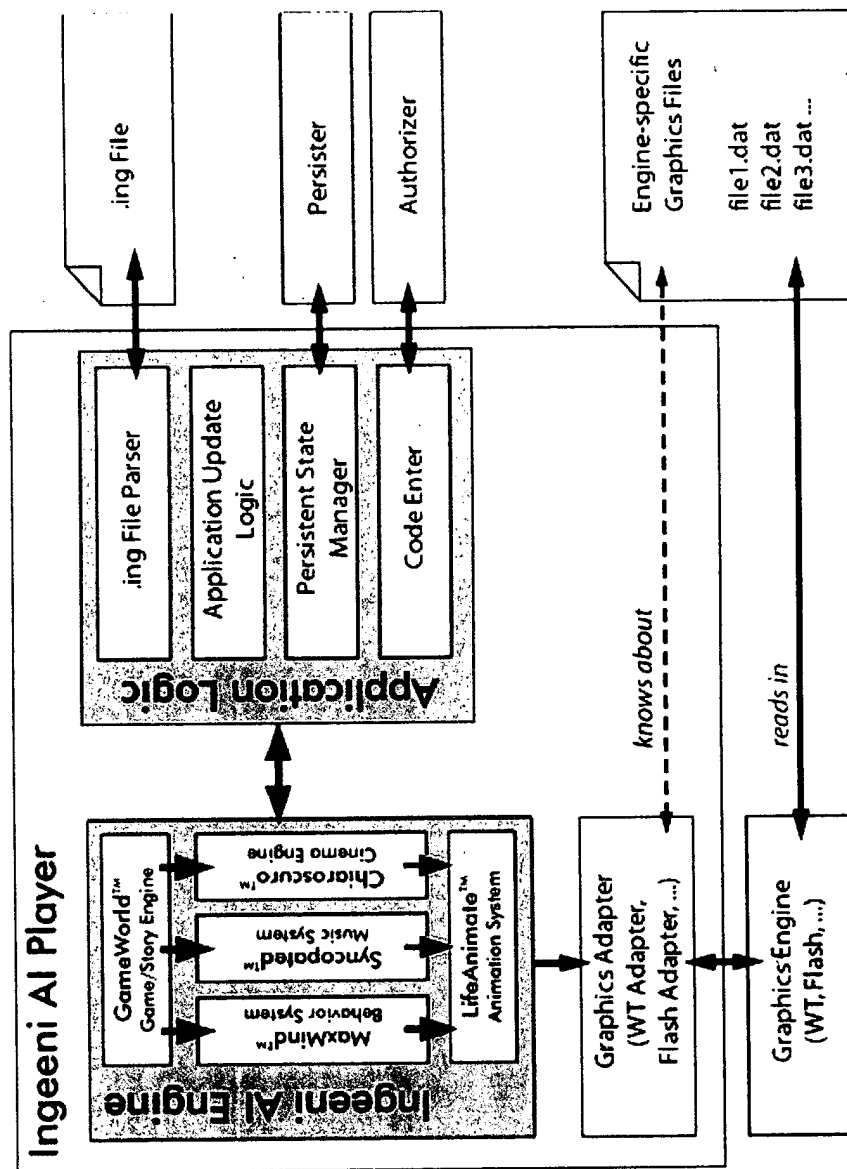 Ingeeni AI Player
Ingeeni AI Engine
GameWorld™
Game/Story Engine
MaxMind™
Behavior System
Syncopated™
Music System
Chiaroscuro™
Cinema Engine
LifeAnimate™
Animation System
Application Logic
.ing File Parser
Application Update
Logic
Persistent State
Manager
Code Enter
.ing File
Persister
Authorizer
Graphics Adapter
(WT Adapter,
Flash Adapter, ...)
knows about
Graphics Engine
(WT, Flash, ...)
reads in
Engine-specific
Graphics Files
file1.dat
file2.dat
file3.dat ...